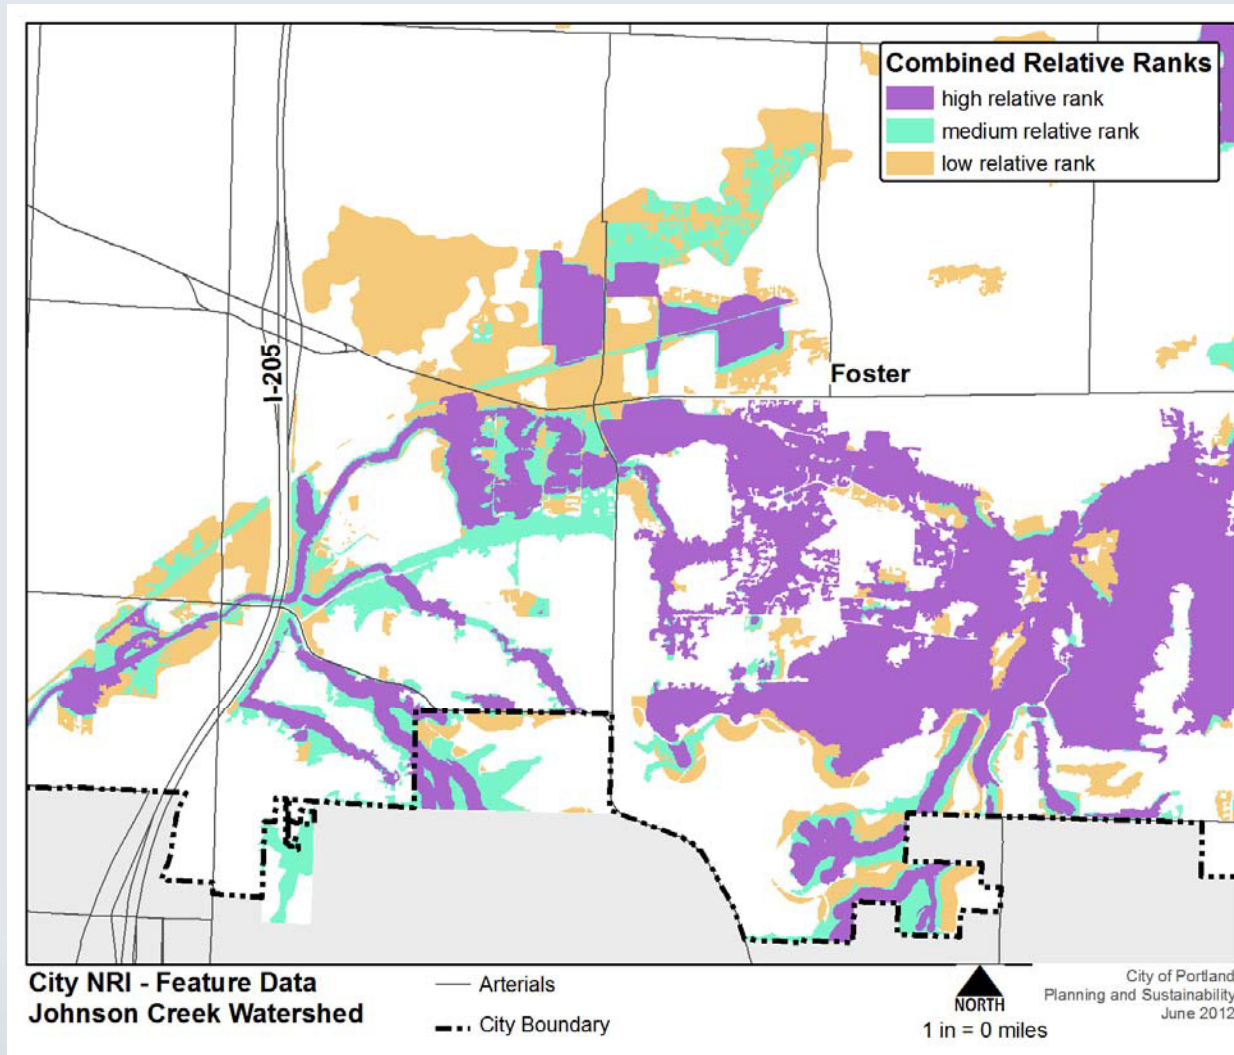 Combined Relative Ranks
high relative rank
medium relative rank
low relative rank
I-205
Foster
City NRI - Feature Data
Johnson Creek Watershed
Arterials
City Boundary
NORTH
1 in = 0 miles
City of Portland
Planning and Sustainability
June 2012